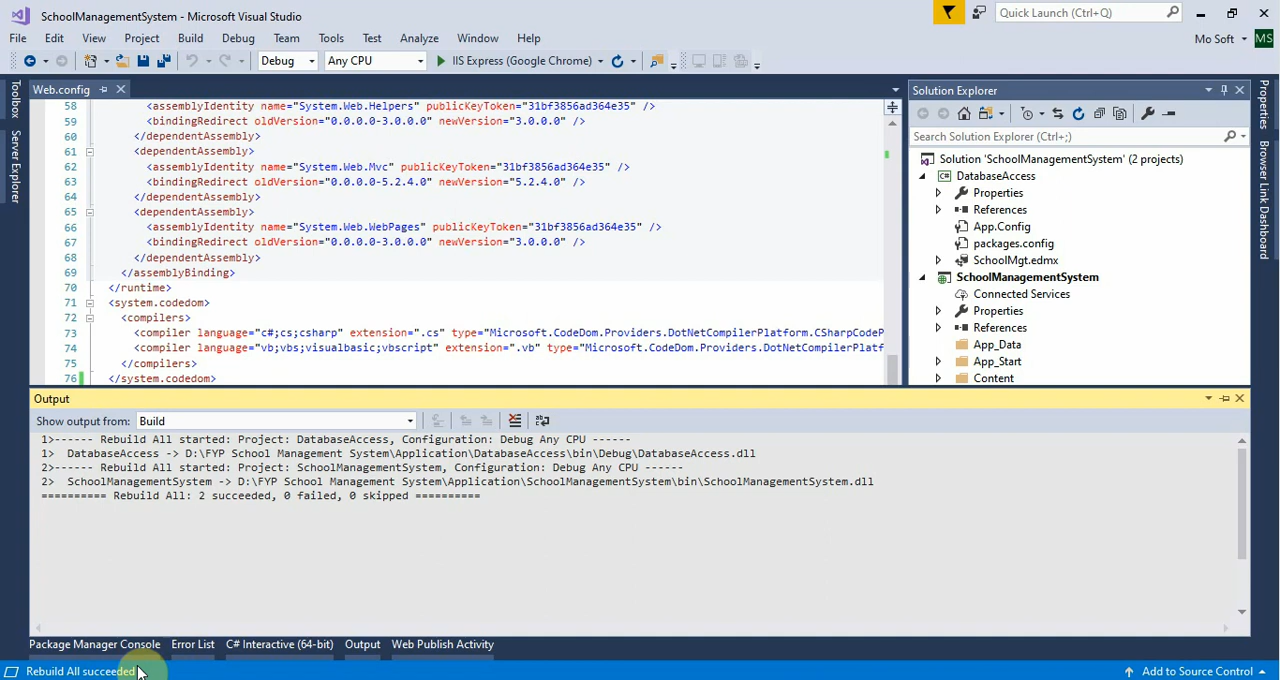 SchoolManagementSystem - Microsoft Visual Studio
Quick Launch (Ctrl+Q)
File Edit View Project Build Debug Team Tools Test Analyze Window Help
Mo Soft MS
Debug Any CPU IIS Express (Google Chrome)
Toolbox
Server Explorer
Web.config
58 <assemblyIdentity name="System.Web.Helpers" publicKeyToken="31bf3856ad364e35" />
59 <bindingRedirect oldVersion="0.0.0.0-3.0.0.0" newVersion="3.0.0.0" />
60 </dependentAssembly>
61 <dependentAssembly>
62 <assemblyIdentity name="System.Web.Mvc" publicKeyToken="31bf3856ad364e35" />
63 <bindingRedirect oldVersion="0.0.0.0-5.2.4.0" newVersion="5.2.4.0" />
64 </dependentAssembly>
65 <dependentAssembly>
66 <assemblyIdentity name="System.Web.WebPages" publicKeyToken="31bf3856ad364e35" />
67 <bindingRedirect oldVersion="0.0.0.0-3.0.0.0" newVersion="3.0.0.0" />
68 </dependentAssembly>
69 </assemblyBinding>
70 </runtime>
71 <system.codedom>
72 <compilers>
73 <compiler language="c#;cs;csharp" extension=".cs" type="Microsoft.CodeDom.Providers.DotNetCompilerPlatform.CSharpCodeP
74 <compiler language="vb;vbs;visualbasic;vbscript" extension=".vb" type="Microsoft.CodeDom.Providers.DotNetCompilerPlatf
75 </compilers>
76 </system.codedom>
Solution Explorer
Search Solution Explorer (Ctrl+;)
Solution 'SchoolManagementSystem' (2 projects)
DatabaseAccess
Properties
References
App.Config
packages.config
SchoolMgt.edmx
SchoolManagementSystem
Connected Services
Properties
References
App_Data
App_Start
Content
Properties
Browser Link Dashboard
Output
Show output from: Build
1>------ Rebuild All started: Project: DatabaseAccess, Configuration: Debug Any CPU ------
1> DatabaseAccess -> D:\FYP School Management System\Application\DatabaseAccess\bin\Debug\DatabaseAccess.dll
2>------ Rebuild All started: Project: SchoolManagementSystem, Configuration: Debug Any CPU ------
2> SchoolManagementSystem -> D:\FYP School Management System\Application\SchoolManagementSystem\bin\SchoolManagementSystem.dll
========== Rebuild All: 2 succeeded, 0 failed, 0 skipped ==========
Package Manager Console Error List C# Interactive (64-bit) Output Web Publish Activity
Rebuild All succeeded
Add to Source Control